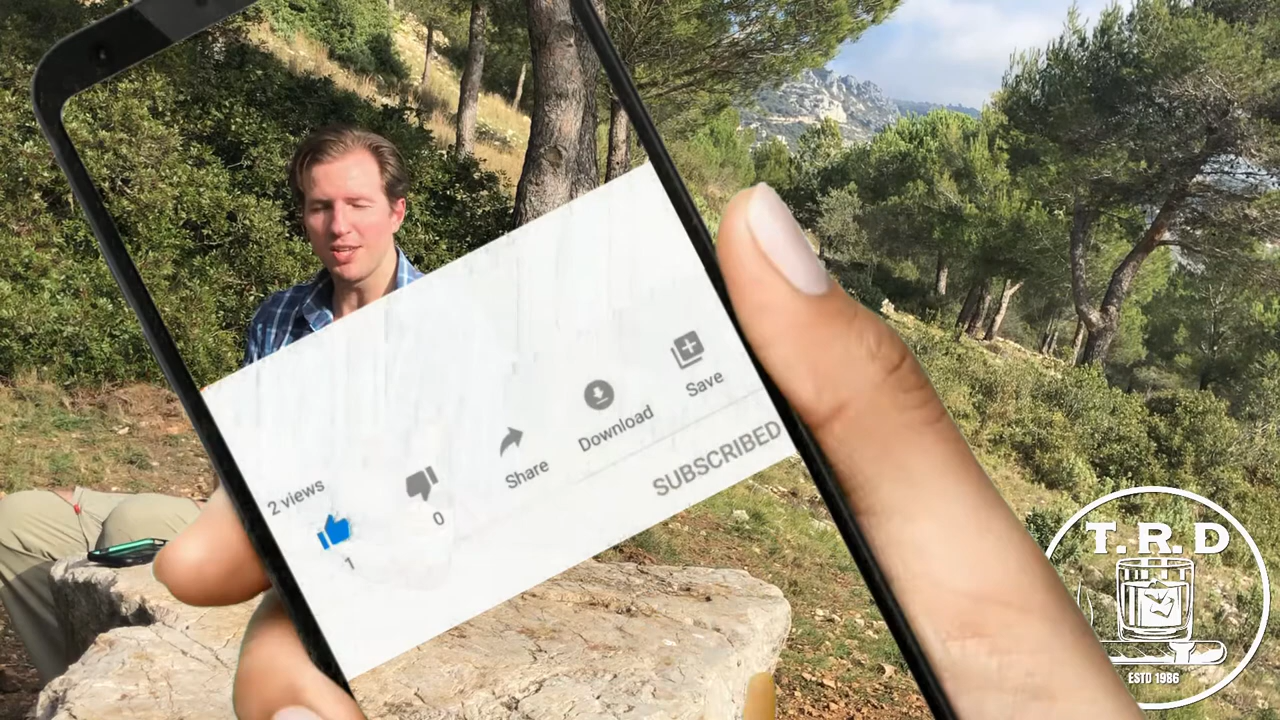 2 views
1
0
Share
Download
Save
SUBSCRIBED
T.R.D
ESTD 1986